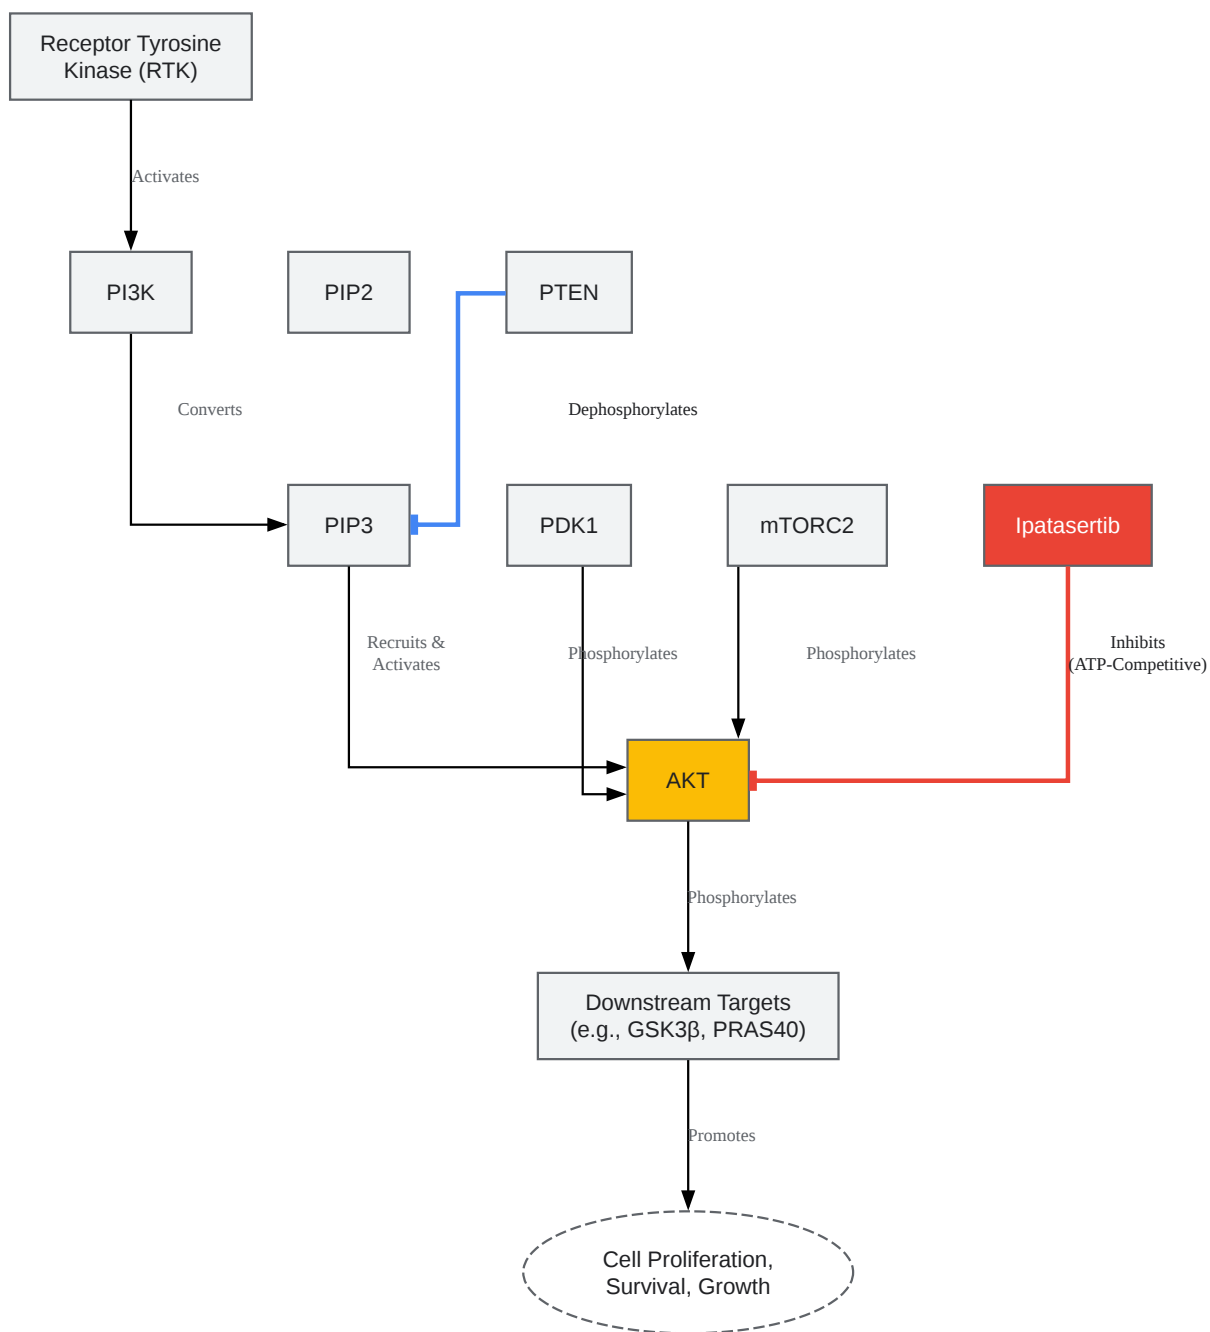 Receptor Tyrosine
Kinase (RTK)
Activates
PI3K
PIP2
PTEN
Converts
Dephosphorylates
PIP3
PDK1
mTORC2
Ipatasertib
Recruits &
Activates
Phosphorylates
Phosphorylates
Inhibits
(ATP-Competitive)
AKT
Phosphorylates
Downstream Targets
(e.g., GSK3β, PRAS40)
Promotes
Cell Proliferation,
Survival, Growth